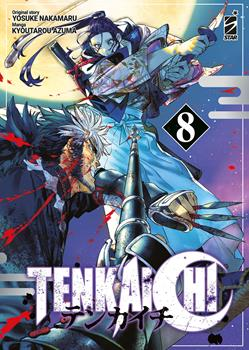 Original story
YOSUKE NAKAMARU
Manga
KYOUTAROU AZUMA
STAR
8
TENKAICHI
テンカイチ